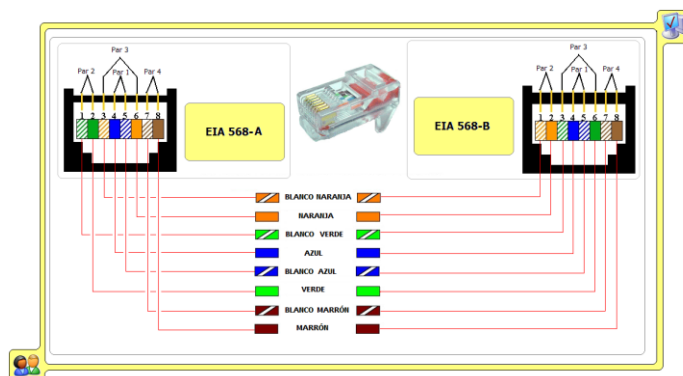 Par 3
Par 2
Par 1
Par 4
1 2 3 4 5 6 7 8
EIA 568-A
Par 3
Par 2
Par 1
Par 4
1 2 3 4 5 6 7 8
EIA 568-B
BLANCO NARANJA
NARANJA
BLANCO VERDE
AZUL
BLANCO AZUL
VERDE
BLANCO MARRÓN
MARRÓN